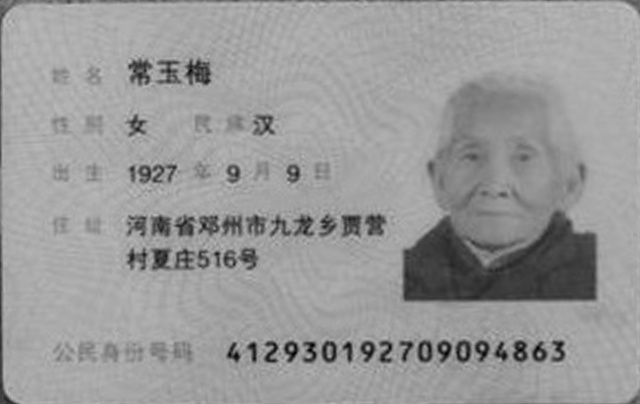 姓名 常玉梅
性别 女 民族 汉
出生 1927 年 9 月 9 日
住址 河南省邓州市九龙乡贾营
村夏庄516号
公民身份号码 412930192709094863